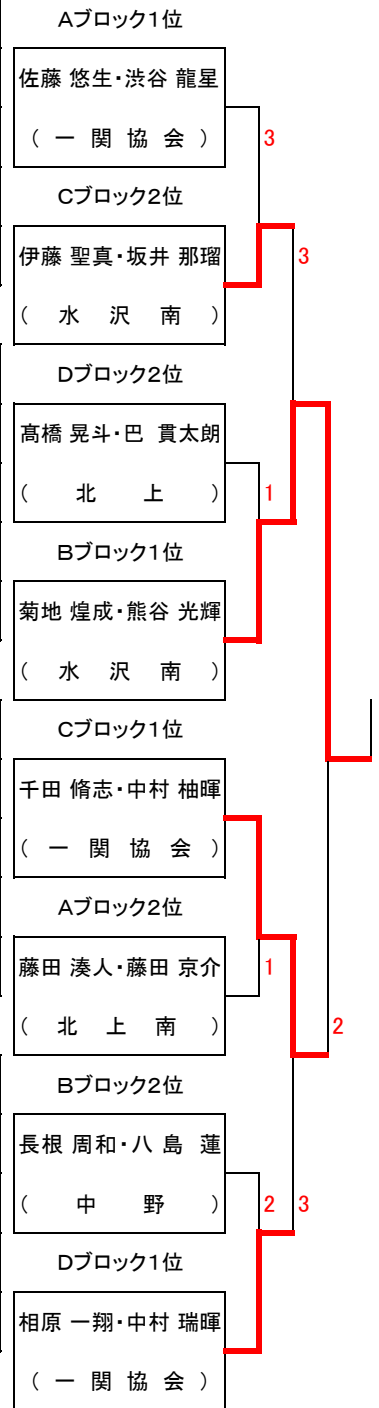 Aブロック1位
佐藤 悠生・渋谷 龍星
( 一 関 協 会 )
3
Cブロック2位
伊藤 聖真・坂井 那瑠
3
( 水 沢 南 )
Dブロック2位
髙橋 晃斗・巴 貫太朗
( 北 上 )
1
Bブロック1位
菊地 煌成・熊谷 光輝
( 水 沢 南 )
Cブロック1位
千田 脩志・中村 柚暉
( 一 関 協 会 )
Aブロック2位
藤田 湊人・藤田 京介
1
( 北 上 南 )
2
Bブロック2位
長根 周和・八 島 蓮
( 中 野 )
2
3
Dブロック1位
相原 一翔・中村 瑞暉
( 一 関 協 会 )